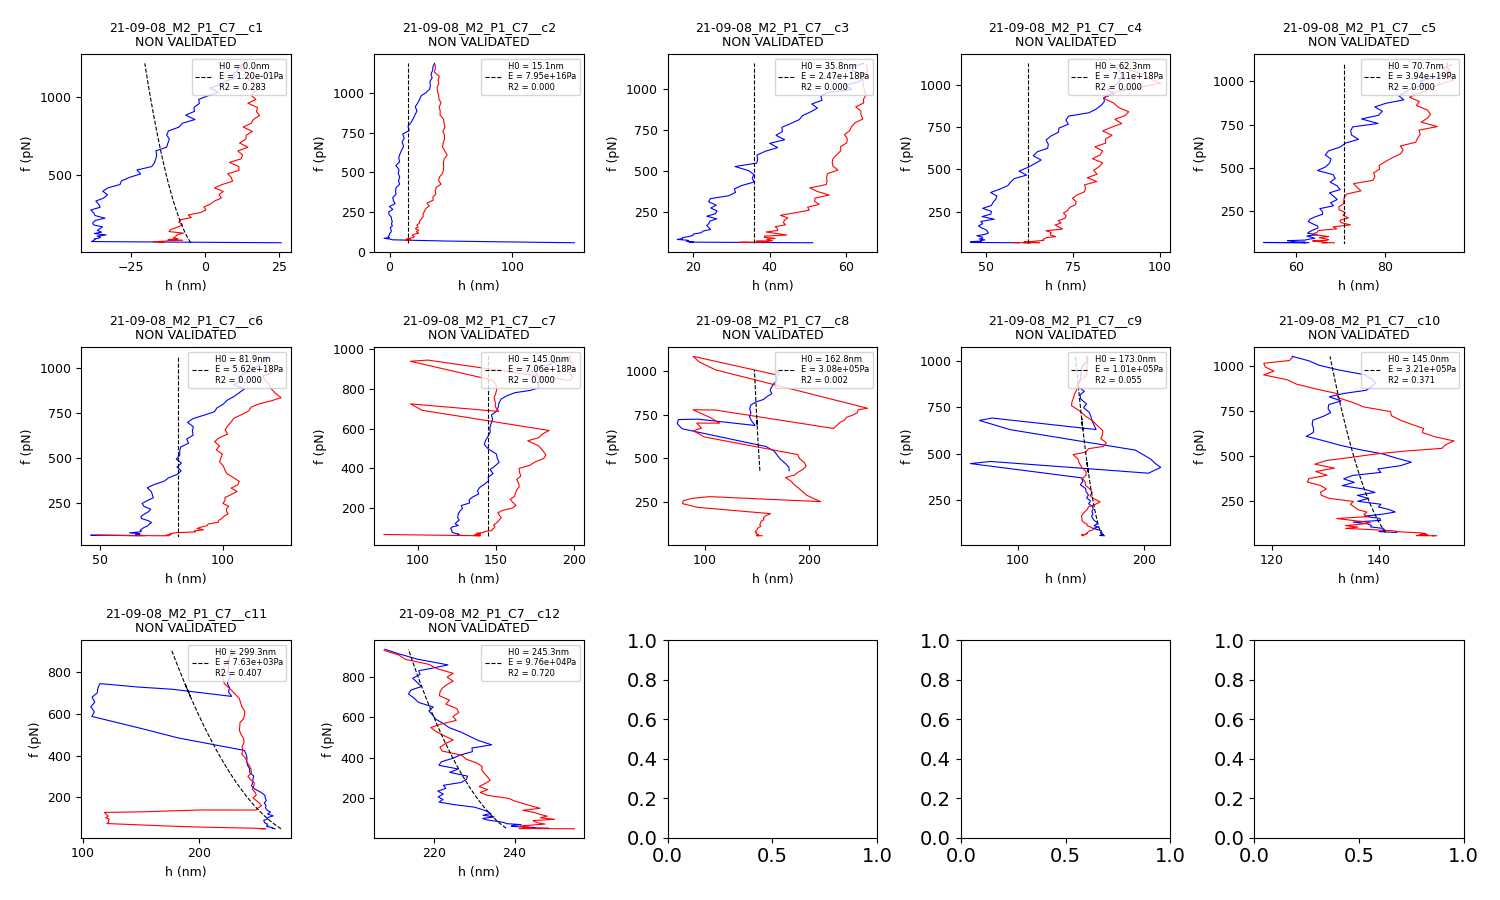 21-09-08_M2_P1_C7__c1
NON VALIDATED
H0 = 0.0nm
E = 1.20e-01Pa
R2 = 0.283
1000
500
f (pN)
−25
0
25
h (nm)
21-09-08_M2_P1_C7__c2
NON VALIDATED
H0 = 15.1nm
E = 7.95e+16Pa
R2 = 0.000
1000
750
500
250
0
f (pN)
0
100
h (nm)
21-09-08_M2_P1_C7__c3
NON VALIDATED
H0 = 35.8nm
E = 2.47e+18Pa
R2 = 0.000
1000
750
500
250
f (pN)
20
40
60
h (nm)
21-09-08_M2_P1_C7__c4
NON VALIDATED
H0 = 62.3nm
E = 7.11e+18Pa
R2 = 0.000
1000
750
500
250
f (pN)
50
75
100
h (nm)
21-09-08_M2_P1_C7__c5
NON VALIDATED
H0 = 70.7nm
E = 3.94e+19Pa
R2 = 0.000
1000
750
500
250
f (pN)
60
80
h (nm)
21-09-08_M2_P1_C7__c6
NON VALIDATED
H0 = 81.9nm
E = 5.62e+18Pa
R2 = 0.000
1000
750
500
250
f (pN)
50
100
h (nm)
21-09-08_M2_P1_C7__c7
NON VALIDATED
H0 = 145.0nm
E = 7.06e+18Pa
R2 = 0.000
1000
800
600
400
200
f (pN)
100
150
200
h (nm)
21-09-08_M2_P1_C7__c8
NON VALIDATED
H0 = 162.8nm
E = 3.08e+05Pa
R2 = 0.002
1000
750
500
250
f (pN)
100
200
h (nm)
21-09-08_M2_P1_C7__c9
NON VALIDATED
H0 = 173.0nm
E = 1.01e+05Pa
R2 = 0.055
1000
750
500
250
f (pN)
100
200
h (nm)
21-09-08_M2_P1_C7__c10
NON VALIDATED
H0 = 145.0nm
E = 3.21e+05Pa
R2 = 0.371
1000
750
500
250
f (pN)
120
140
h (nm)
21-09-08_M2_P1_C7__c11
NON VALIDATED
H0 = 299.3nm
E = 7.63e+03Pa
R2 = 0.407
800
600
400
200
f (pN)
100
200
h (nm)
21-09-08_M2_P1_C7__c12
NON VALIDATED
H0 = 245.3nm
E = 9.76e+04Pa
R2 = 0.720
800
600
400
200
f (pN)
220
240
h (nm)
1.0
0.8
0.6
0.4
0.2
0.0
0.0
0.5
1.0
1.0
0.8
0.6
0.4
0.2
0.0
0.0
0.5
1.0
1.0
0.8
0.6
0.4
0.2
0.0
0.0
0.5
1.0